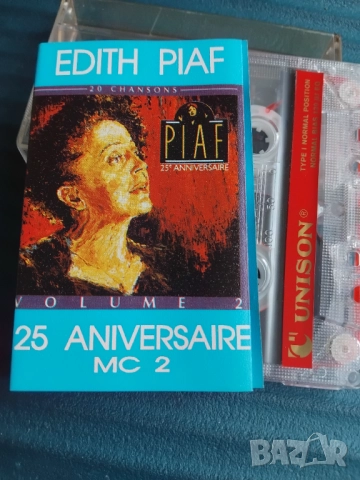 EDITH PIAF
20 CHANSONS
PIAF
25e ANNIVERSAIRE
VOLUME 2
25 ANIVERSAIRE
MC 2
UNISON®
TYPE I NORMAL POSITION
BAZAR